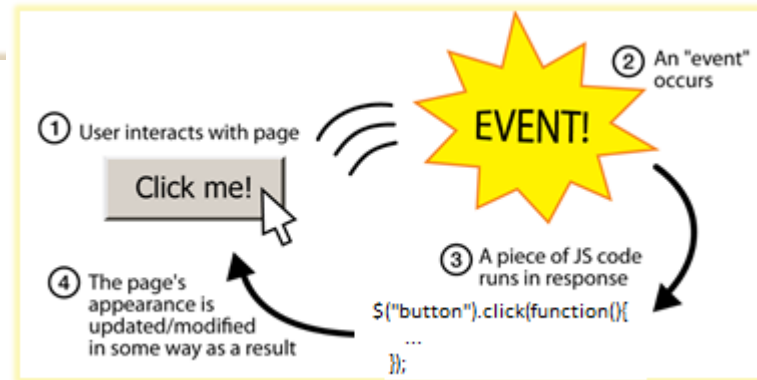 ① User interacts with page
Click me!
EVENT!
② An "event"
occurs
③ A piece of JS code
runs in response
$("button").click(function(){
...
});
④ The page's
appearance is
updated/modified
in some way as a result